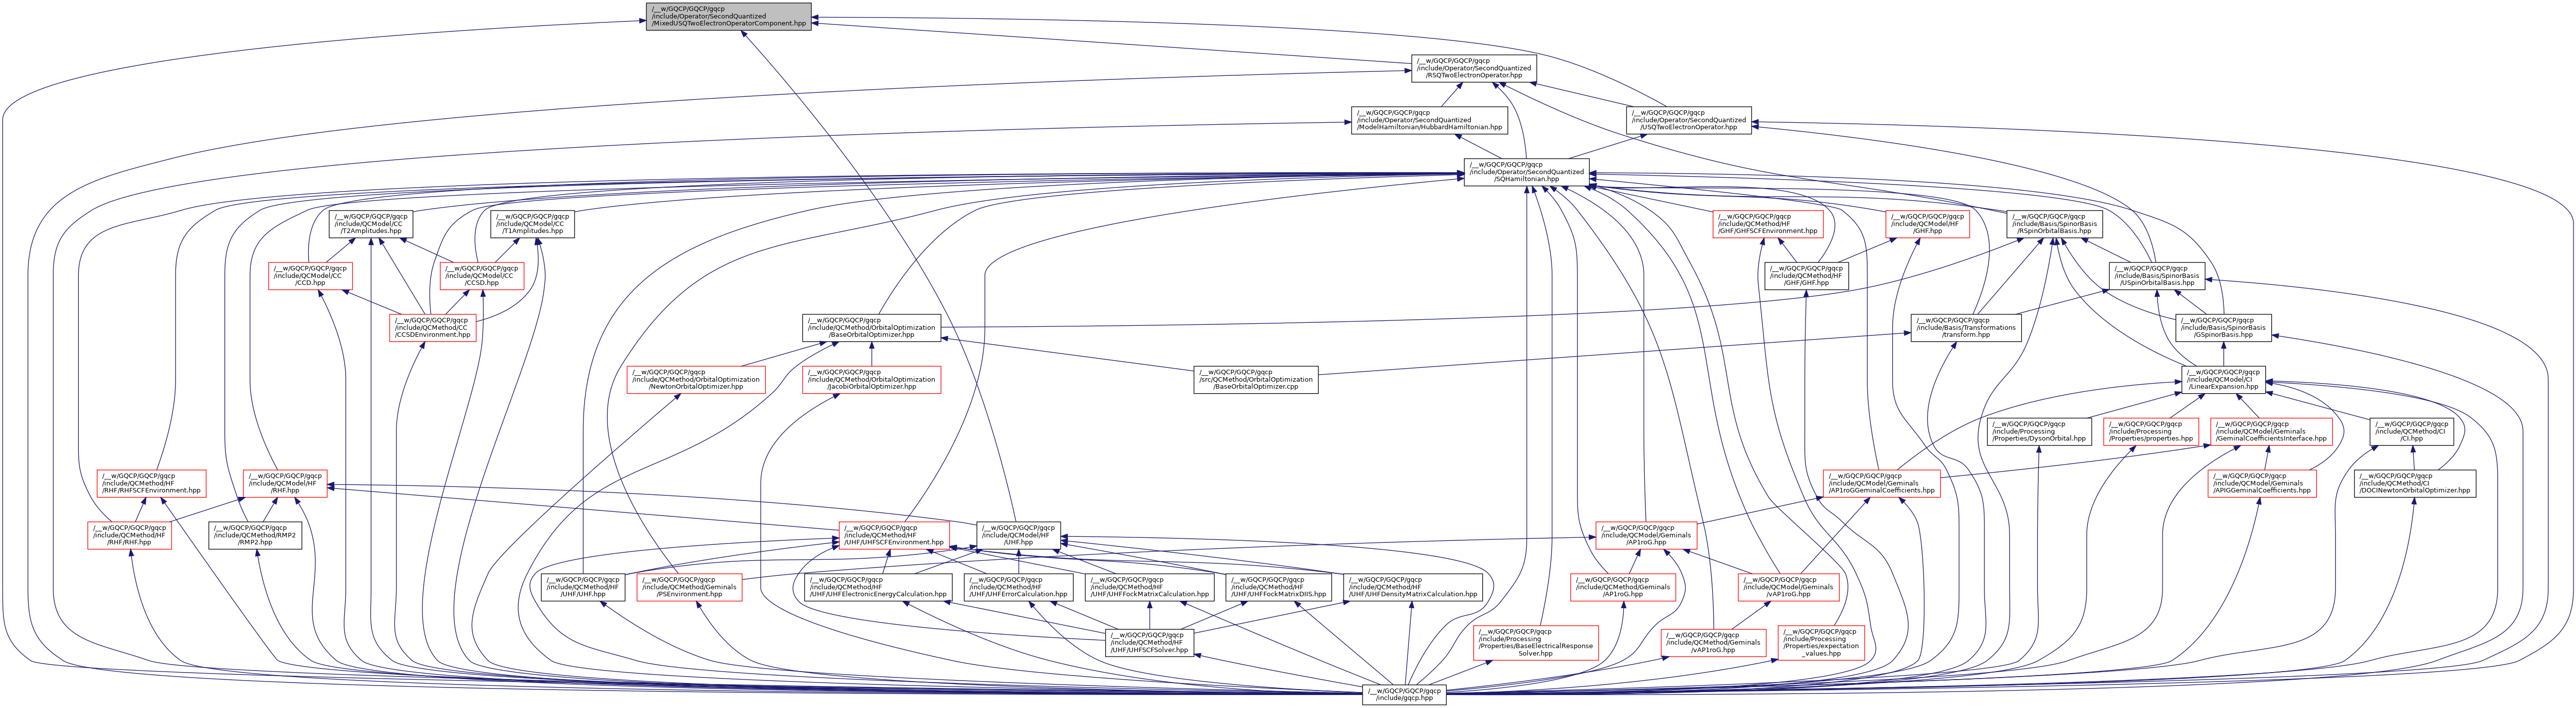 /__w/GQCP/GQCP/gqcp
/include/Operator/SecondQuantized
/MixedUSQTwoElectronOperatorComponent.hpp
/__w/GQCP/GQCP/gqcp
/include/Operator/SecondQuantized
/RSQTwoElectronOperator.hpp
/__w/GQCP/GQCP/gqcp
/include/Operator/SecondQuantized
/ModelHamiltonian/HubbardHamiltonian.hpp
/__w/GQCP/GQCP/gqcp
/include/Operator/SecondQuantized
/USQTwoElectronOperator.hpp
/__w/GQCP/GQCP/gqcp
/include/Operator/SecondQuantized
/SQHamiltonian.hpp
/__w/GQCP/GQCP/gqcp
/include/QCModel/CC
/T2Amplitudes.hpp
/__w/GQCP/GQCP/gqcp
/include/QCModel/CC
/T1Amplitudes.hpp
/__w/GQCP/GQCP/gqcp
/include/QCMethod/HF
/GHF/GHFSCFEnvironment.hpp
/__w/GQCP/GQCP/gqcp
/include/QCModel/HF
/GHF.hpp
/__w/GQCP/GQCP/gqcp
/include/Basis/SpinorBasis
/RSpinOrbitalBasis.hpp
/__w/GQCP/GQCP/gqcp
/include/QCModel/CC
/CCD.hpp
/__w/GQCP/GQCP/gqcp
/include/QCModel/CC
/CCSD.hpp
/__w/GQCP/GQCP/gqcp
/include/QCMethod/HF
/GHF/GHF.hpp
/__w/GQCP/GQCP/gqcp
/include/Basis/SpinorBasis
/USpinOrbitalBasis.hpp
/__w/GQCP/GQCP/gqcp
/include/QCMethod/CC
/CCSDEnvironment.hpp
/__w/GQCP/GQCP/gqcp
/include/QCMethod/OrbitalOptimization
/BaseOrbitalOptimizer.hpp
/__w/GQCP/GQCP/gqcp
/include/Basis/Transformations
/transform.hpp
/__w/GQCP/GQCP/gqcp
/include/Basis/SpinorBasis
/GSpinorBasis.hpp
/__w/GQCP/GQCP/gqcp
/include/QCMethod/OrbitalOptimization
/NewtonOrbitalOptimizer.hpp
/__w/GQCP/GQCP/gqcp
/include/QCMethod/OrbitalOptimization
/JacobiOrbitalOptimizer.hpp
/__w/GQCP/GQCP/gqcp
/src/QCMethod/OrbitalOptimization
/BaseOrbitalOptimizer.cpp
/__w/GQCP/GQCP/gqcp
/include/QCModel/CI
/LinearExpansion.hpp
/__w/GQCP/GQCP/gqcp
/include/Processing
/Properties/DysonOrbital.hpp
/__w/GQCP/GQCP/gqcp
/include/Processing
/Properties/properties.hpp
/__w/GQCP/GQCP/gqcp
/include/QCModel/Geminals
/GeminalCoefficientsInterface.hpp
/__w/GQCP/GQCP/gqcp
/include/QCMethod/CI
/CI.hpp
/__w/GQCP/GQCP/gqcp
/include/QCMethod/HF
/RHF/RHFSCFEnvironment.hpp
/__w/GQCP/GQCP/gqcp
/include/QCModel/HF
/RHF.hpp
/__w/GQCP/GQCP/gqcp
/include/QCModel/Geminals
/AP1roGGeminalCoefficients.hpp
/__w/GQCP/GQCP/gqcp
/include/QCModel/Geminals
/APIGGeminalCoefficients.hpp
/__w/GQCP/GQCP/gqcp
/include/QCMethod/CI
/DOCINewtonOrbitalOptimizer.hpp
/__w/GQCP/GQCP/gqcp
/include/QCMethod/HF
/RHF/RHF.hpp
/__w/GQCP/GQCP/gqcp
/include/QCMethod/RMP2
/RMP2.hpp
/__w/GQCP/GQCP/gqcp
/include/QCMethod/HF
/UHF/UHFSCFEnvironment.hpp
/__w/GQCP/GQCP/gqcp
/include/QCModel/HF
/UHF.hpp
/__w/GQCP/GQCP/gqcp
/include/QCModel/Geminals
/AP1roG.hpp
/__w/GQCP/GQCP/gqcp
/include/QCMethod/HF
/UHF/UHF.hpp
/__w/GQCP/GQCP/gqcp
/include/QCMethod/Geminals
/PSEnvironment.hpp
/__w/GQCP/GQCP/gqcp
/include/QCMethod/HF
/UHF/UHFElectronicEnergyCalculation.hpp
/__w/GQCP/GQCP/gqcp
/include/QCMethod/HF
/UHF/UHFErrorCalculation.hpp
/__w/GQCP/GQCP/gqcp
/include/QCMethod/HF
/UHF/UHFFockMatrixCalculation.hpp
/__w/GQCP/GQCP/gqcp
/include/QCMethod/HF
/UHF/UHFFockMatrixDIIS.hpp
/__w/GQCP/GQCP/gqcp
/include/QCMethod/HF
/UHF/UHFDensityMatrixCalculation.hpp
/__w/GQCP/GQCP/gqcp
/include/QCMethod/Geminals
/AP1roG.hpp
/__w/GQCP/GQCP/gqcp
/include/QCModel/Geminals
/vAP1roG.hpp
/__w/GQCP/GQCP/gqcp
/include/QCMethod/HF
/UHF/UHFSCFSolver.hpp
/__w/GQCP/GQCP/gqcp
/include/Processing
/Properties/BaseElectricalResponse
Solver.hpp
/__w/GQCP/GQCP/gqcp
/include/QCMethod/Geminals
/vAP1roG.hpp
/__w/GQCP/GQCP/gqcp
/include/Processing
/Properties/expectation
_values.hpp
/__w/GQCP/GQCP/gqcp
/include/gqcp.hpp